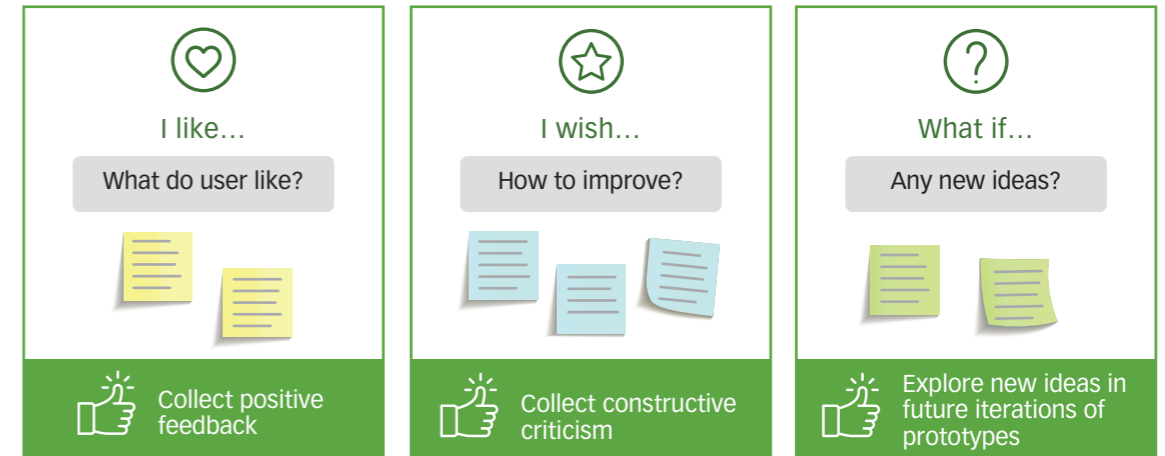 I like...
What do user like?
Collect positive
feedback
I wish...
How to improve?
Collect constructive
criticism
What if...
Any new ideas?
Explore new ideas in
future iterations of
prototypes